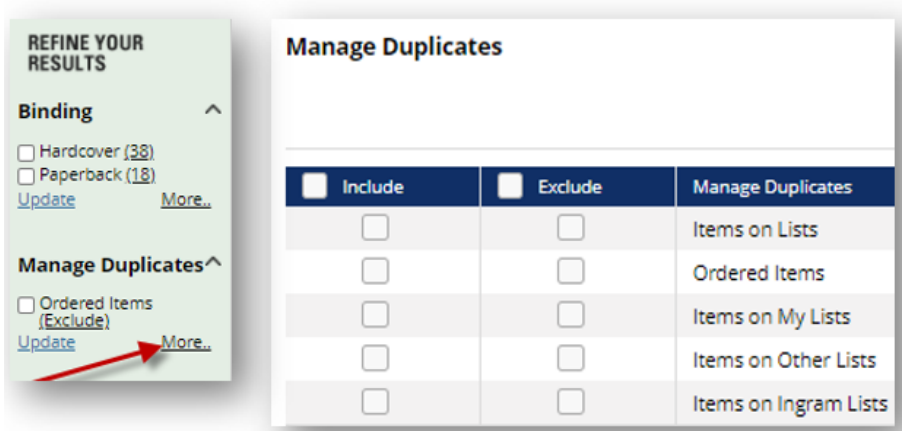 REFINE YOUR
RESULTS
Binding
Hardcover (38)
Paperback (18)
Update More..
Manage Duplicates
Ordered Items
(Exclude)
Update More..
Manage Duplicates
Include Exclude Manage Duplicates
Items on Lists
Ordered Items
Items on My Lists
Items on Other Lists
Items on Ingram Lists